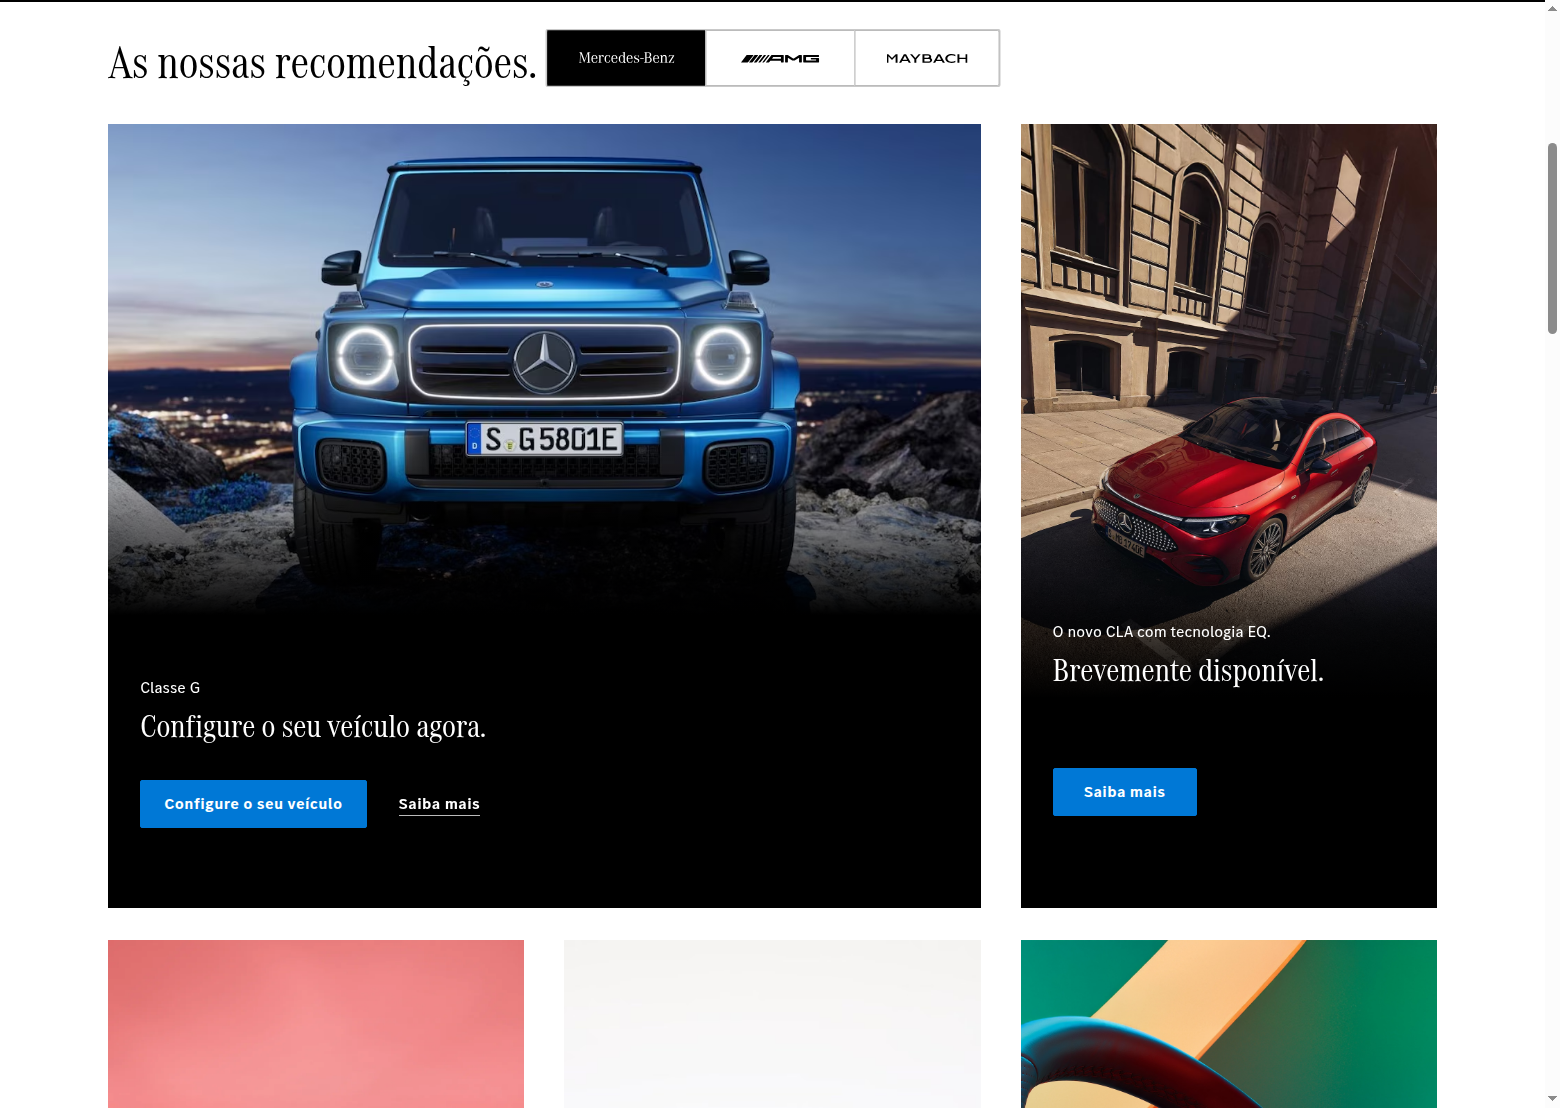 As nossas recomendações.
Mercedes-Benz
AMG
MAYBACH
S G 5801E
D
Classe G
Configure o seu veículo agora.
Configure o seu veículo
Saiba mais
O novo CLA com tecnologia EQ.
Brevemente disponível.
Saiba mais